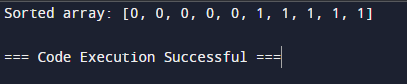 Sorted array: [0, 0, 0, 0, 0, 1, 1, 1, 1, 1]
=== Code Execution Successful ===